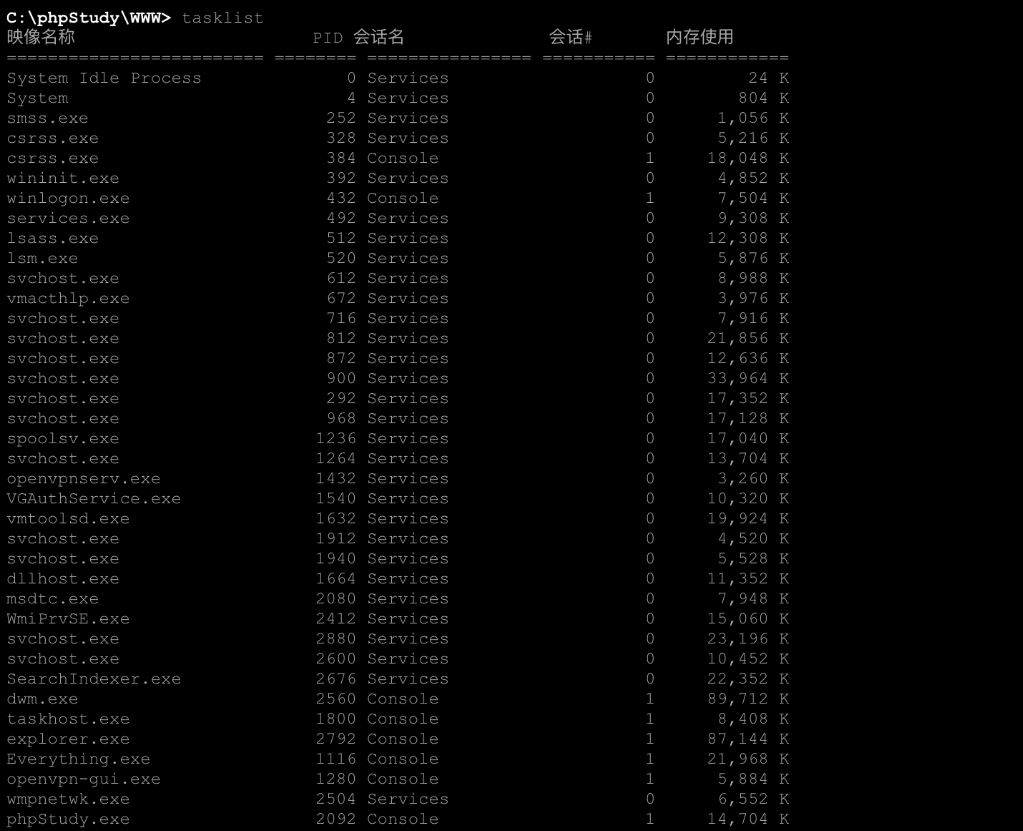 C:\phpStudy\WWW> tasklist
映像名称                       PID 会话名              会话#       内存使用
========================= ======== ================ =========== ============
System Idle Process              0 Services                   0         24 K
System                           4 Services                   0        804 K
smss.exe                       252 Services                   0      1,056 K
csrss.exe                      328 Services                   0      5,216 K
csrss.exe                      384 Console                    1     18,048 K
wininit.exe                    392 Services                   0      4,852 K
winlogon.exe                   432 Console                    1      7,504 K
services.exe                   492 Services                   0      9,308 K
lsass.exe                      512 Services                   0     12,308 K
lsm.exe                        520 Services                   0      5,876 K
svchost.exe                    612 Services                   0      8,988 K
vmacthlp.exe                   672 Services                   0      3,976 K
svchost.exe                    716 Services                   0      7,916 K
svchost.exe                    812 Services                   0     21,856 K
svchost.exe                    872 Services                   0     12,636 K
svchost.exe                    900 Services                   0     33,964 K
svchost.exe                    292 Services                   0     17,352 K
svchost.exe                    968 Services                   0     17,128 K
spoolsv.exe                   1236 Services                   0     17,040 K
svchost.exe                   1264 Services                   0     13,704 K
openvpnserv.exe               1432 Services                   0      3,260 K
VGAuthService.exe             1540 Services                   0     10,320 K
vmtoolsd.exe                  1632 Services                   0     19,924 K
svchost.exe                   1912 Services                   0      4,520 K
svchost.exe                   1940 Services                   0      5,528 K
dllhost.exe                   1664 Services                   0     11,352 K
msdtc.exe                     2080 Services                   0      7,948 K
WmiPrvSE.exe                  2412 Services                   0     15,060 K
svchost.exe                   2880 Services                   0     23,196 K
svchost.exe                   2600 Services                   0     10,452 K
SearchIndexer.exe             2676 Services                   0     22,352 K
dwm.exe                       2560 Console                    1     89,712 K
taskhost.exe                  1800 Console                    1      8,408 K
explorer.exe                  2792 Console                    1     87,144 K
Everything.exe                1116 Console                    1     21,968 K
openvpn-gui.exe               1280 Console                    1      5,884 K
wmpnetwk.exe                  2504 Services                   0      6,552 K
phpStudy.exe                  2092 Console                    1     14,704 K